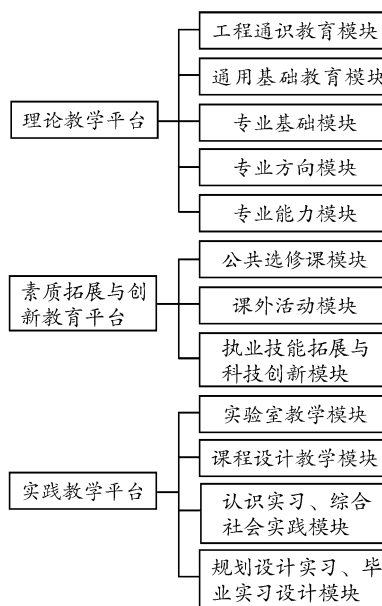 工程通识教育模块
通用基础教育模块
理论教学平台
专业基础模块
专业方向模块
专业能力模块
公共选修课模块
素质拓展与创
新教育平台
课外活动模块
执业技能拓展与
科技创新模块
实验室教学模块
课程设计教学模块
实践教学平台
认识实习、综合
社会实践模块
规划设计实习、毕
业实习设计模块